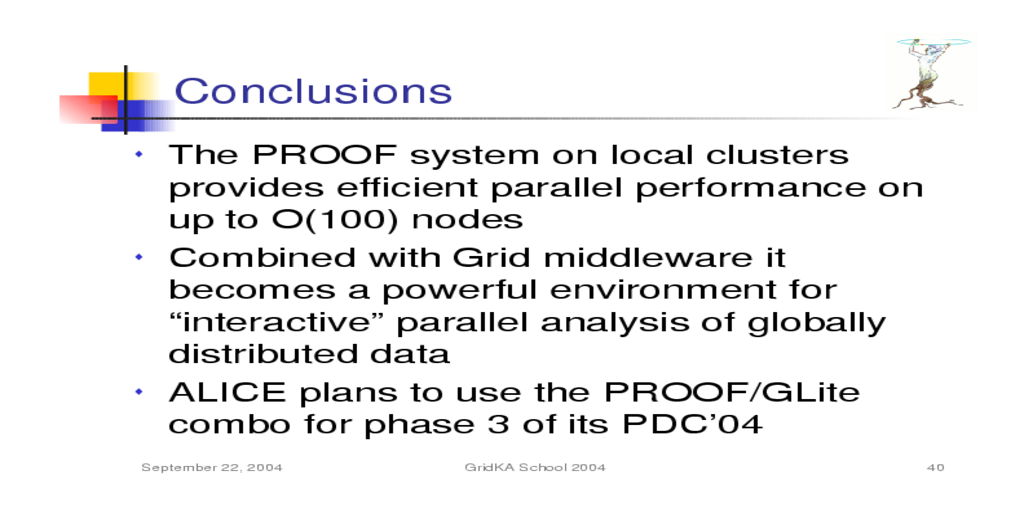 Conclusions
• The PROOF system on local clusters
provides efficient parallel performance on
up to O(100) nodes
• Combined with Grid middleware it
becomes a powerful environment for
“interactive” parallel analysis of globally
distributed data
• ALICE plans to use the PROOF/GLite
combo for phase 3 of its PDC’04
September 22, 2004 GridKA School 2004 40